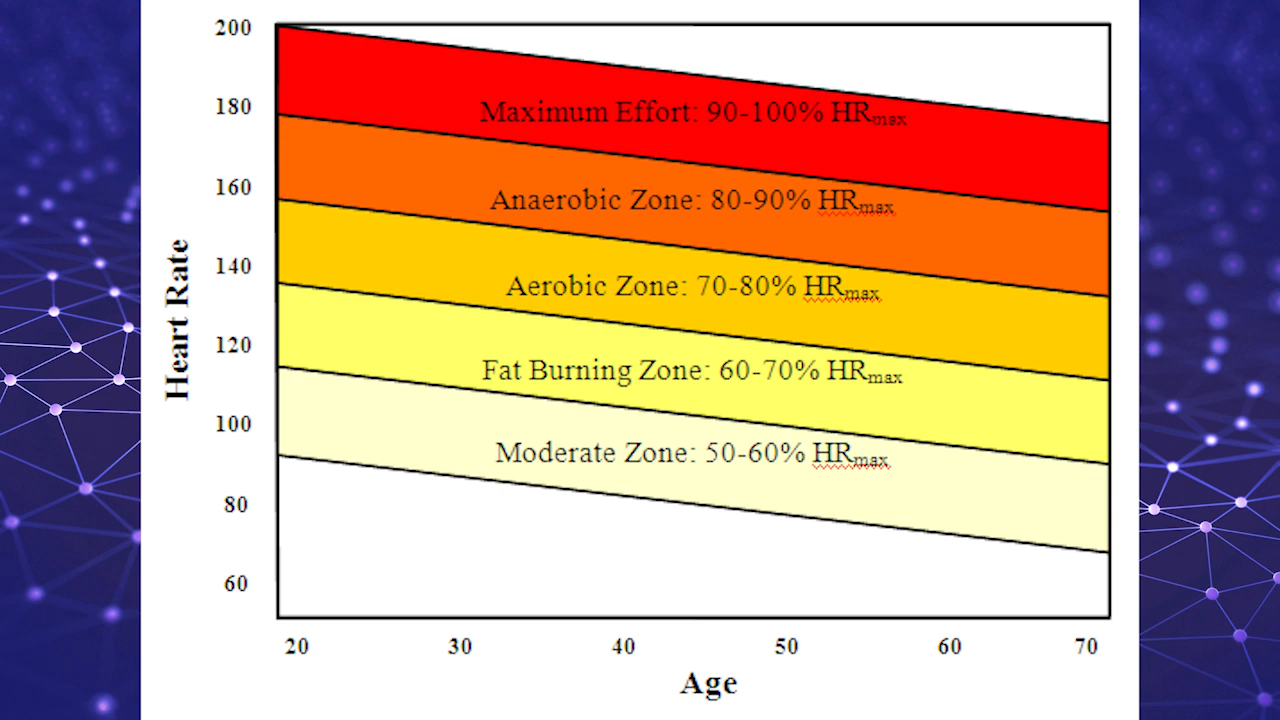 200
180
160
140
120
100
80
60
Heart Rate
Maximum Effort: 90-100% HRmax
Anaerobic Zone: 80-90% HRmax
Aerobic Zone: 70-80% HRmax
Fat Burning Zone: 60-70% HRmax
Moderate Zone: 50-60% HRmax
20 30 40 50 60 70
Age